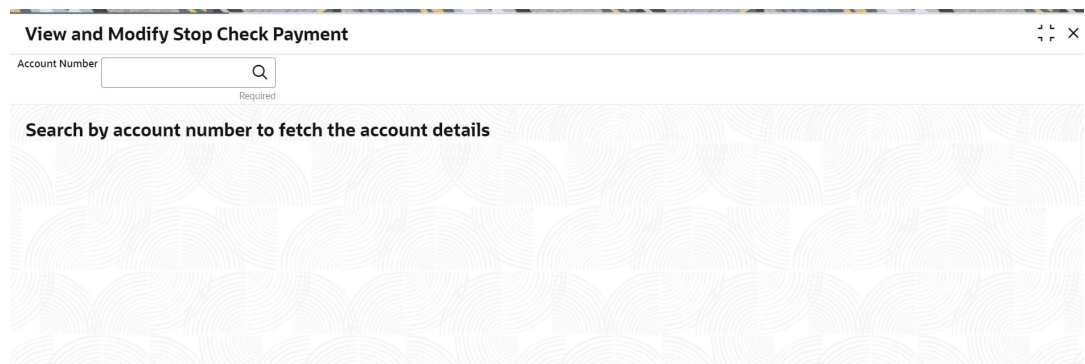 View and Modify Stop Check Payment
Account Number
Required
Search by account number to fetch the account details